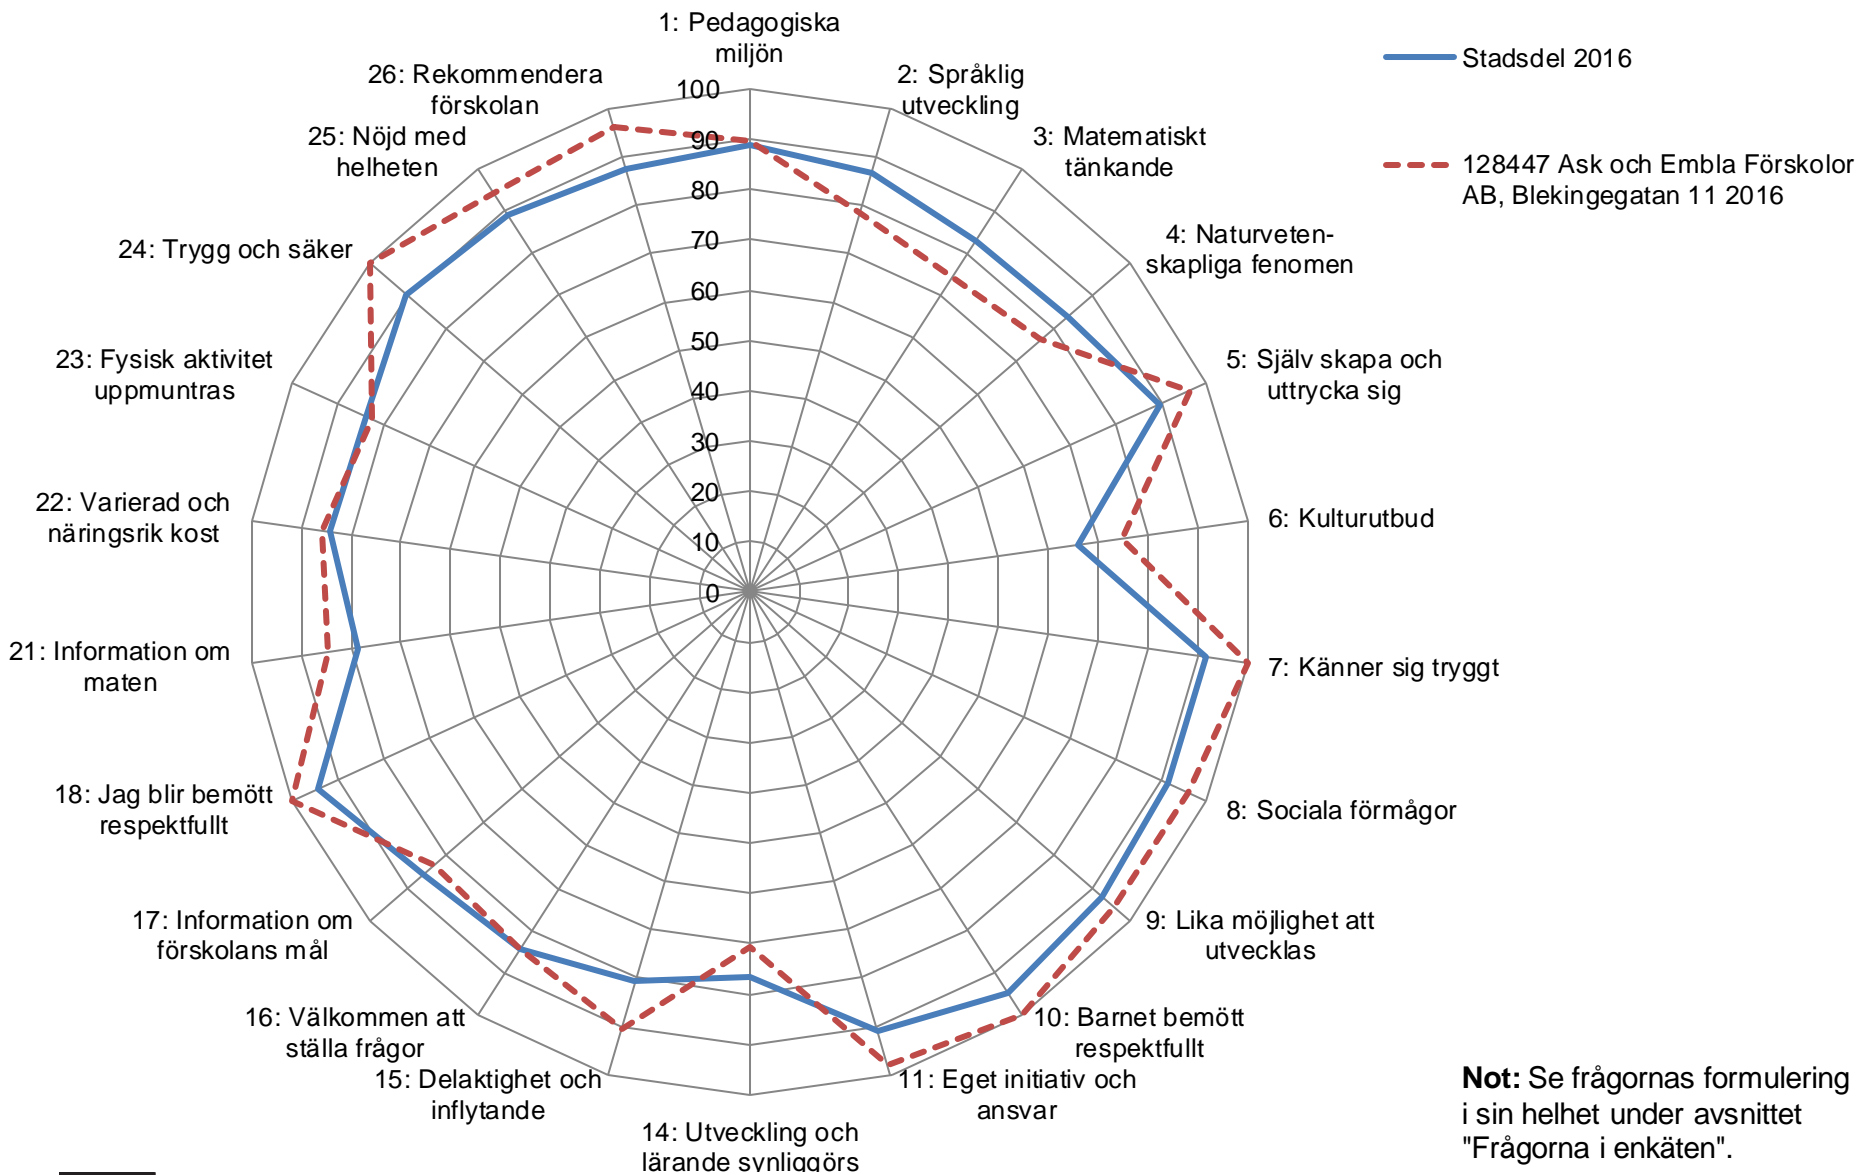 1: Pedagogiska
miljön
2: Språklig
utveckling
3: Matematiskt
tänkande
4: Naturveten-
skapliga fenomen
5: Själv skapa och
uttrycka sig
6: Kulturutbud
7: Känner sig tryggt
8: Sociala förmågor
9: Lika möjlighet att
utvecklas
10: Barnet bemött
respektfullt
11: Eget initiativ och
ansvar
14: Utveckling och
lärande synliggörs
15: Delaktighet och
inflytande
16: Välkommen att
ställa frågor
17: Information om
förskolans mål
18: Jag blir bemött
respektfullt
21: Information om
maten
22: Varierad och
näringsrik kost
23: Fysisk aktivitet
uppmuntras
24: Trygg och säker
25: Nöjd med
helheten
26: Rekommendera
förskolan
100
90
80
70
60
50
40
30
20
10
0
Stadsdel 2016
128447 Ask och Embla Förskolor
AB, Blekingegatan 11 2016
Not: Se frågornas formulering
i sin helhet under avsnittet
"Frågorna i enkäten".